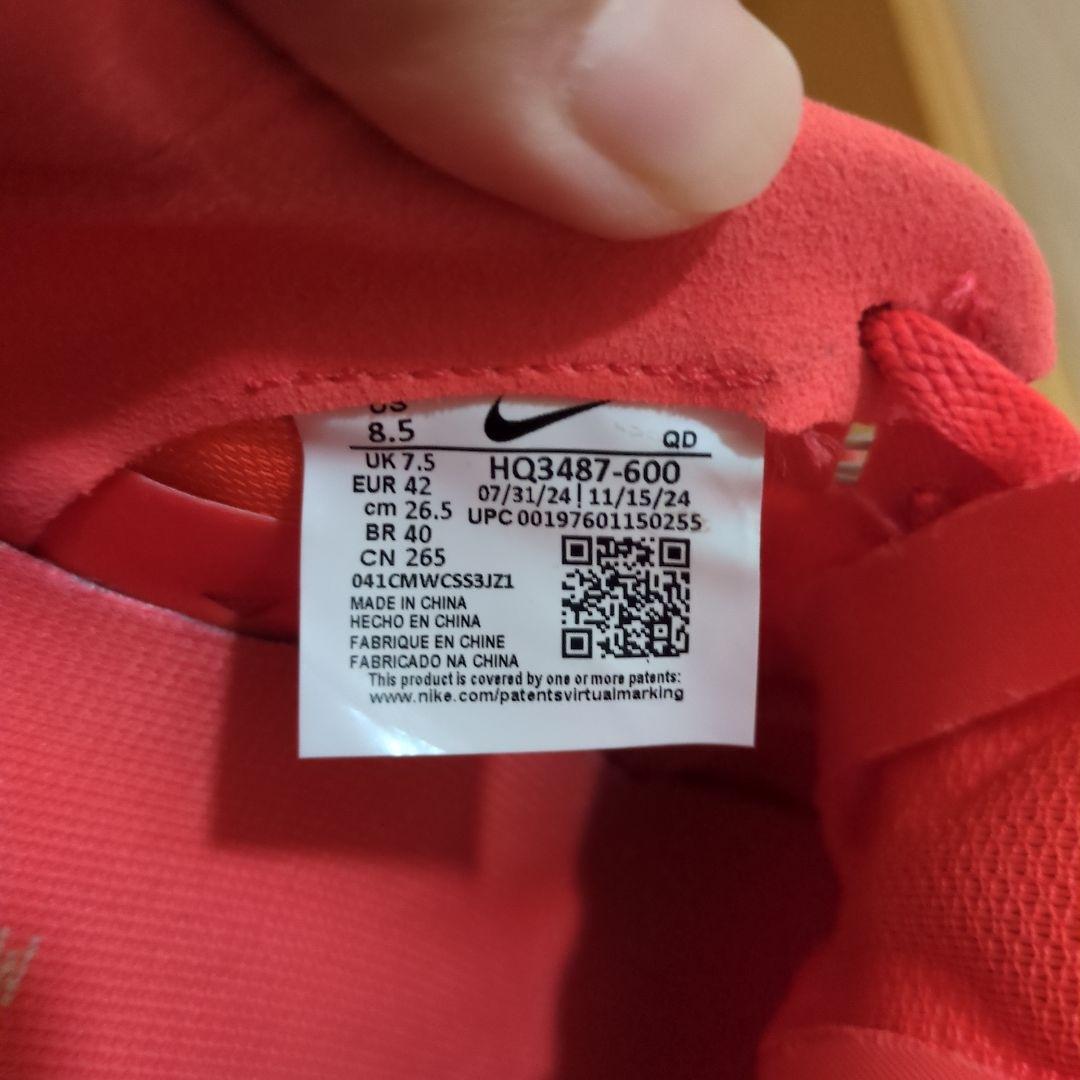 US
8.5
QD
UK 7.5
HQ3487-600
EUR 42
07/31/24 | 11/15/24
cm 26.5
UPC 00197601150255
BR 40
CN 265
041CMWCSS3JZ1
MADE IN CHINA
HECHO EN CHINA
FABRIQUE EN CHINE
FABRICADO NA CHINA
This product is covered by one or more patents:
www.nike.com/patentsvirtualmarking